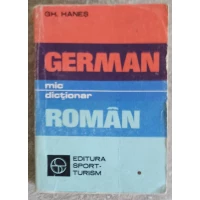 GH. HANEȘ
GERMAN
mic
dicționar
ROMÂN
EDITURA
SPORT-
TURISM